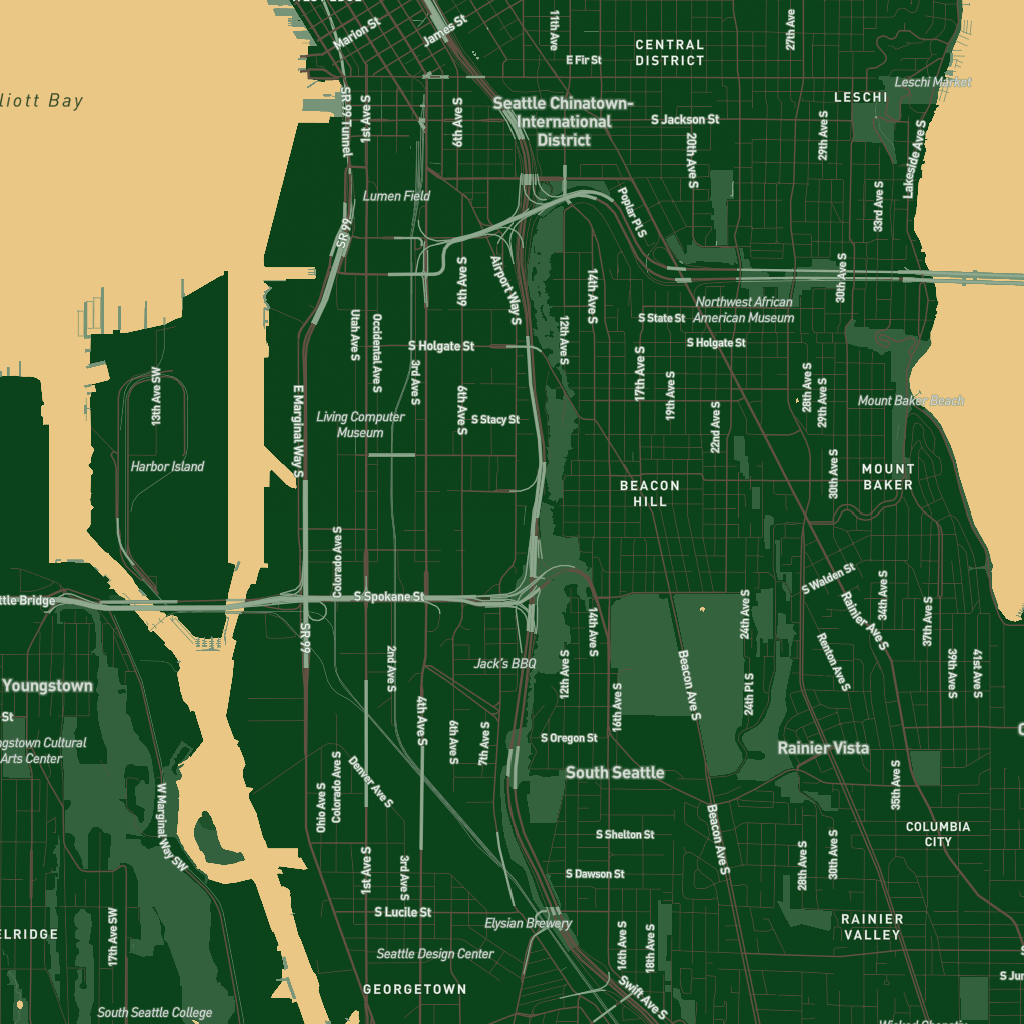 Marion St
James St
11th Ave
27th Ave
CENTRAL
DISTRICT
E Fir St
Leschi Market
LESCHI
Seattle Chinatown-
International
District
SR 99 Tunnel
1st Ave S
6th Ave S
S Jackson St
20th Ave S
29th Ave S
Lakeside Ave S
Lumen Field
33rd Ave S
Poplar Pl S
SR 99
6th Ave S
Airport Way S
14th Ave S
30th Ave S
Northwest African
American Museum
Utah Ave S
Occidental Ave S
12th Ave S
S State St
S Holgate St
S Holgate St
3rd Ave S
17th Ave S
19th Ave S
28th Ave S
29th Ave S
13th Ave SW
E Marginal Way S
6th Ave S
Living Computer
Museum
S Stacy St
22nd Ave S
Mount Baker Beach
Harbor Island
30th Ave S
MOUNT
BAKER
BEACON
HILL
Colorado Ave S
S Spokane St
S Walden St
34th Ave S
Rainier Ave S
24th Ave S
37th Ave S
14th Ave S
SR 99
2nd Ave S
Jack's BBQ
12th Ave S
Beacon Ave S
Renton Ave S
39th Ave S
41st Ave S
24th Pl S
16th Ave S
Youngstown
St
4th Ave S
6th Ave S
7th Ave S
S Oregon St
Rainier Vista
Arts Center
South Seattle
Denver Ave S
Colorado Ave S
Ohio Ave S
35th Ave S
W Marginal Way SW
Beacon Ave S
S Shelton St
COLUMBIA
CITY
28th Ave S
30th Ave S
1st Ave S
3rd Ave S
S Dawson St
S Lucile St
Elysian Brewery
RAINIER
VALLEY
17th Ave SW
16th Ave S
18th Ave S
Seattle Design Center
GEORGETOWN
Swift Ave S
South Seattle College